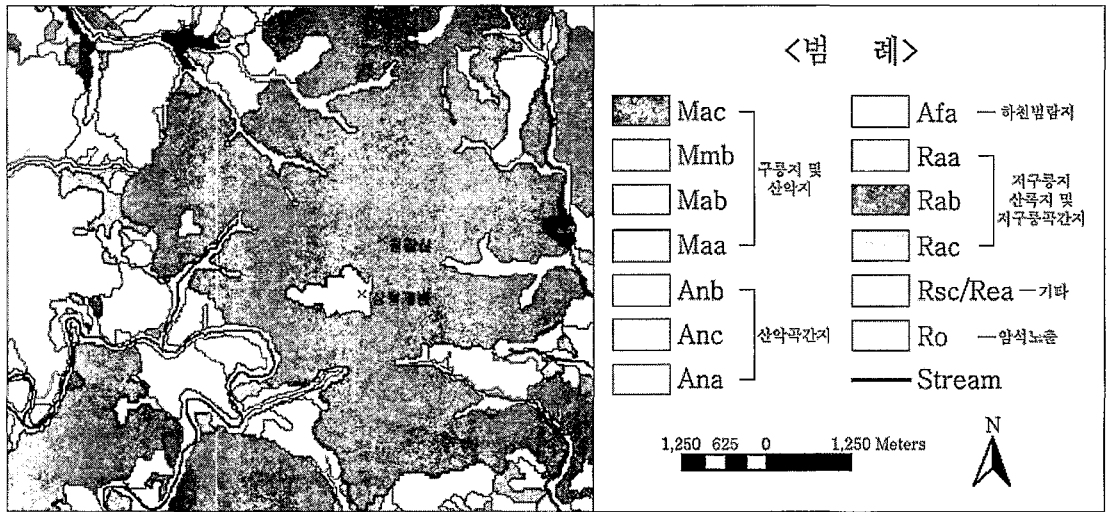 <범 례>
Mac
Mmb
Mab
Maa
구릉지 및
산악지
Anb
Anc
Ana
산악곡간지
Afa
하천범람지
Raa
Rab
Rac
저구릉지
산록지 및
저구릉곡간지
Rsc/Rea
기타
Ro
암석노출
Stream
1,250 625 0 1,250 Meters
N